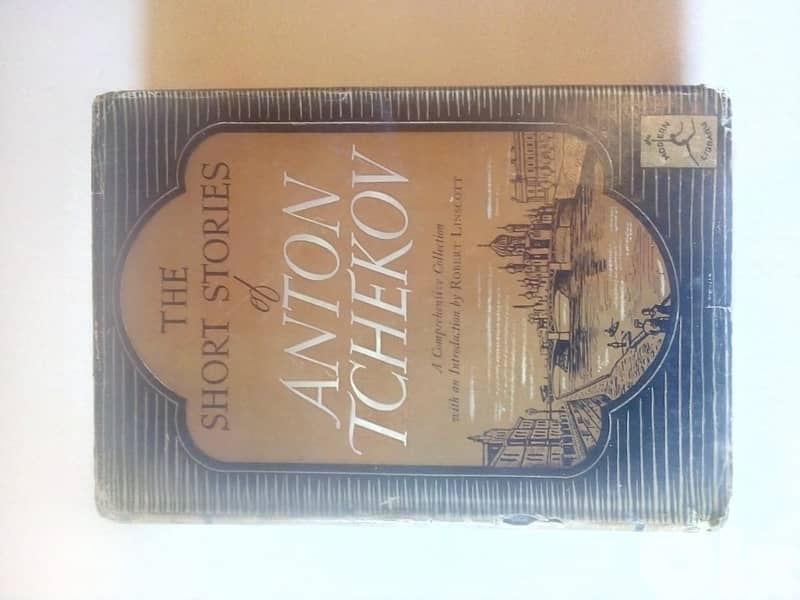 THE
SHORT STORIES
of
ANTON
TCHEKOV
A Comprehensive Collection
with an Introduction by ROBERT LINSCOTT
MODERN
LIBRARY